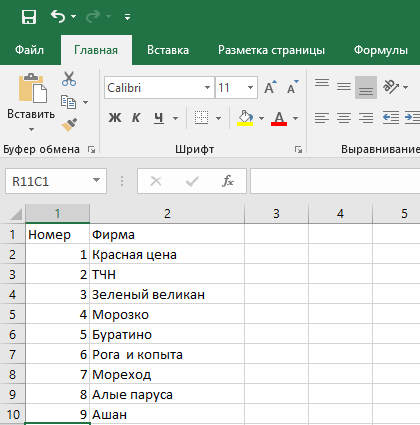 Файл Главная Вставка Разметка страницы Формулы
Вставить
Calibri 11 A A
Ж К Ч A
Буфер обмена Шрифт Выравнивание
R11C1 fx
1 2 3 4 5
1 Номер Фирма
2 1 Красная цена
3 2 ТЧН
4 3 Зеленый великан
5 4 Морозко
6 5 Буратино
7 6 Рога и копыта
8 7 Мореход
9 8 Алые паруса
10 9 Ашан